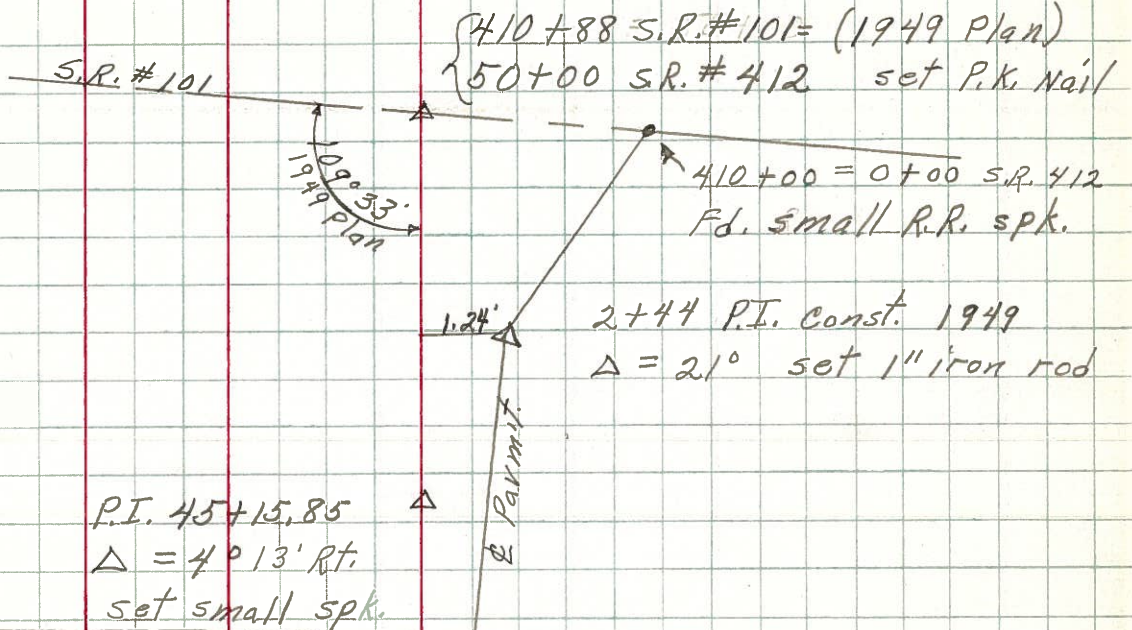 410+88 S.R.#101= (1949 Plan)
50+00 S.R.#412 set P.K. Nail
S.R.#101
109°33'
1949 Plan
410+00 = 0+00 S.R. 412
Fd. small R.R. spk.
1.24'
2+44 P.I. Const. 1949
Δ = 21° set 1" iron rod
℄ Pavm't.
P.I. 45+15.85
Δ = 4°13' Rt.
set small spk.